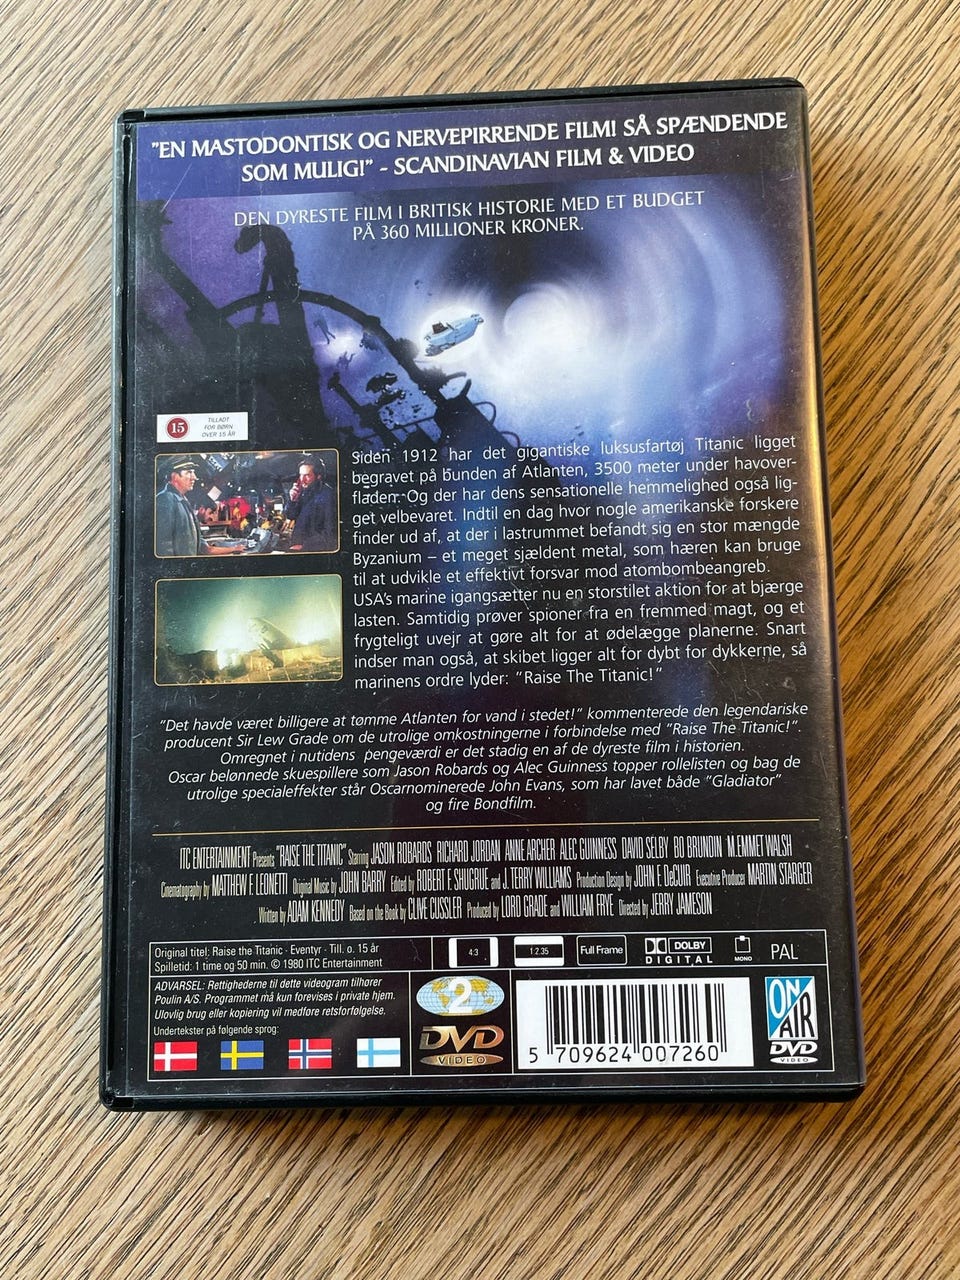 "EN MASTODONTISK OG NERVEPIRRENDE FILM! SÅ SPÆNDENDE
SOM MULIG!" - SCANDINAVIAN FILM & VIDEO
DEN DYRESTE FILM I BRITISK HISTORIE MED ET BUDGET
PÅ 360 MILLIONER KRONER.
15
TILLADT
FOR BØRN
OVER 15 ÅR
Siden 1912 har det gigantiske luksusfartøj Titanic ligget
begravet på bunden af Atlanten, 3500 meter under havover-
fladen. Og der har dens sensationelle hemmelighed også lig-
get velbevaret. Indtil en dag hvor nogle amerikanske forskere
finder ud af, at der i lastrummet befandt sig en stor mængde
Byzanium – et meget sjældent metal, som hæren kan bruge
til at udvikle et effektivt forsvar mod atombombeangreb.
USA's marine igangsætter nu en storstilet aktion for at bjærge
lasten. Samtidig prøver spioner fra en fremmed magt, og et
frygteligt uvejr at gøre alt for at ødelægge planerne. Snart
indser man også, at skibet ligger alt for dybt for dykkerne, så
marinens ordre lyder: "Raise The Titanic!"
"Det havde været billigere at tømme Atlanten for vand i stedet!" kommenterede den legendariske
producent Sir Lew Grade om de utrolige omkostningerne i forbindelse med "Raise The Titanic!".
Omregnet i nutidens pengeværdi er det stadig en af de dyreste film i historien.
Oscar belønnede skuespillere som Jason Robards og Alec Guinness topper rollelisten og bag de
utrolige specialeffekter står Oscarnominerede John Evans, som har lavet både "Gladiator"
og fire Bondfilm.
ITC ENTERTAINMENT Presents "RAISE THE TITANIC" Starring JASON ROBARDS RICHARD JORDAN ANNE ARCHER ALEC GUINNESS DAVID SELBY BO BRUNDIN M.EMMET WALSH
Cinematography by MATTHEW F. LEONETTI Original Music by JOHN BARRY Edited by ROBERT F. SHUGRUE and J. TERRY WILLIAMS Production Design by JOHN F. DeCUIR Executive Producer MARTIN STARGER
Written by ADAM KENNEDY Based on the Book by CLIVE CUSSLER Produced by LORD GRADE and WILLIAM FRYE Directed by JERRY JAMESON
Original titel: Raise the Titanic · Eventyr · Till. o. 15 år
Spilletid: 1 time og 50 min. © 1980 ITC Entertainment
4:3
1:2.35
Full Frame
DOLBY
DIGITAL
MONO
PAL
ADVARSEL: Rettighederne til dette videogram tilhører
Poulin A/S. Programmet må kun forevises i private hjem.
Ulovlig brug eller kopiering vil medføre retsforfølgelse.
Undertekster på følgende sprog:
2
DVD
VIDEO
5 709624 007260
ON
AIR
DVD
VIDEO